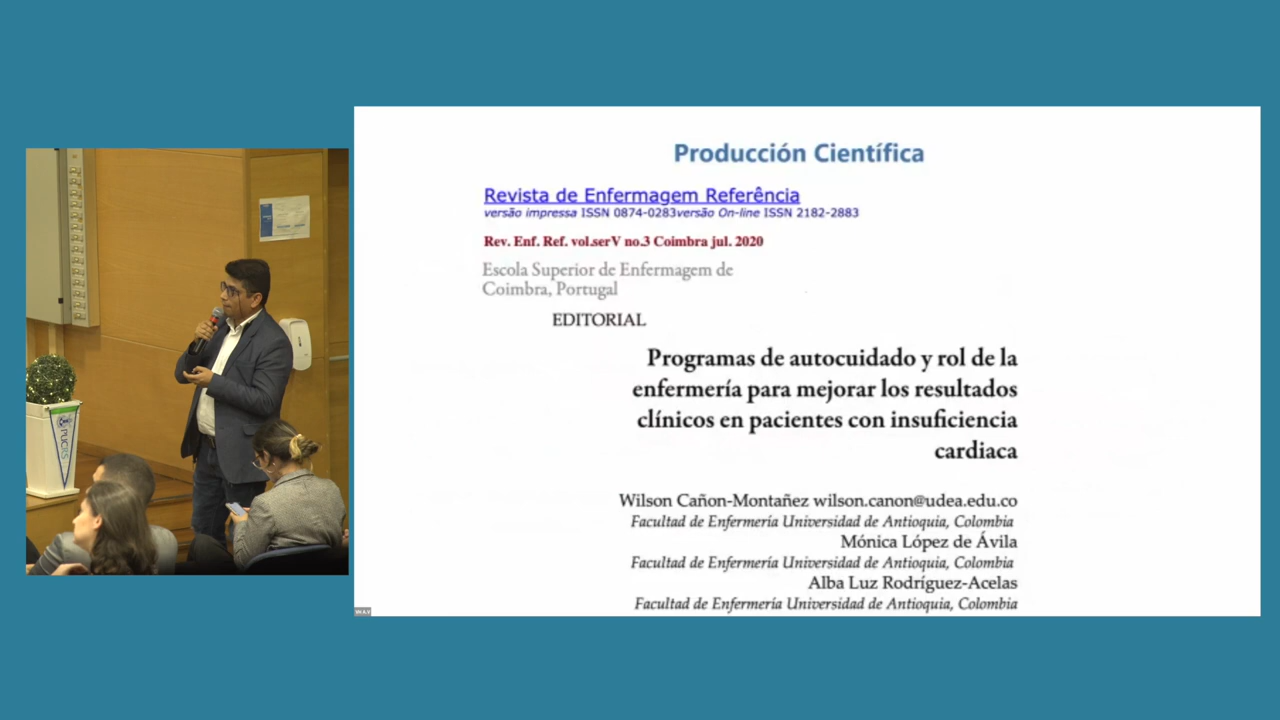 Producción Científica
Revista de Enfermagem Referência
versão impressa ISSN 0874-0283versão On-line ISSN 2182-2883
Rev. Enf. Ref. vol.serV no.3 Coimbra jul. 2020
Escola Superior de Enfermagem de
Coimbra, Portugal
EDITORIAL
Programas de autocuidado y rol de la
enfermería para mejorar los resultados
clínicos en pacientes con insuficiencia
cardiaca
Wilson Cañon-Montañez wilson.canon@udea.edu.co
Facultad de Enfermería Universidad de Antioquia, Colombia
Mónica López de Ávila
Facultad de Enfermería Universidad de Antioquia, Colombia
Alba Luz Rodríguez-Acelas
Facultad de Enfermería Universidad de Antioquia, Colombia
PUCRS